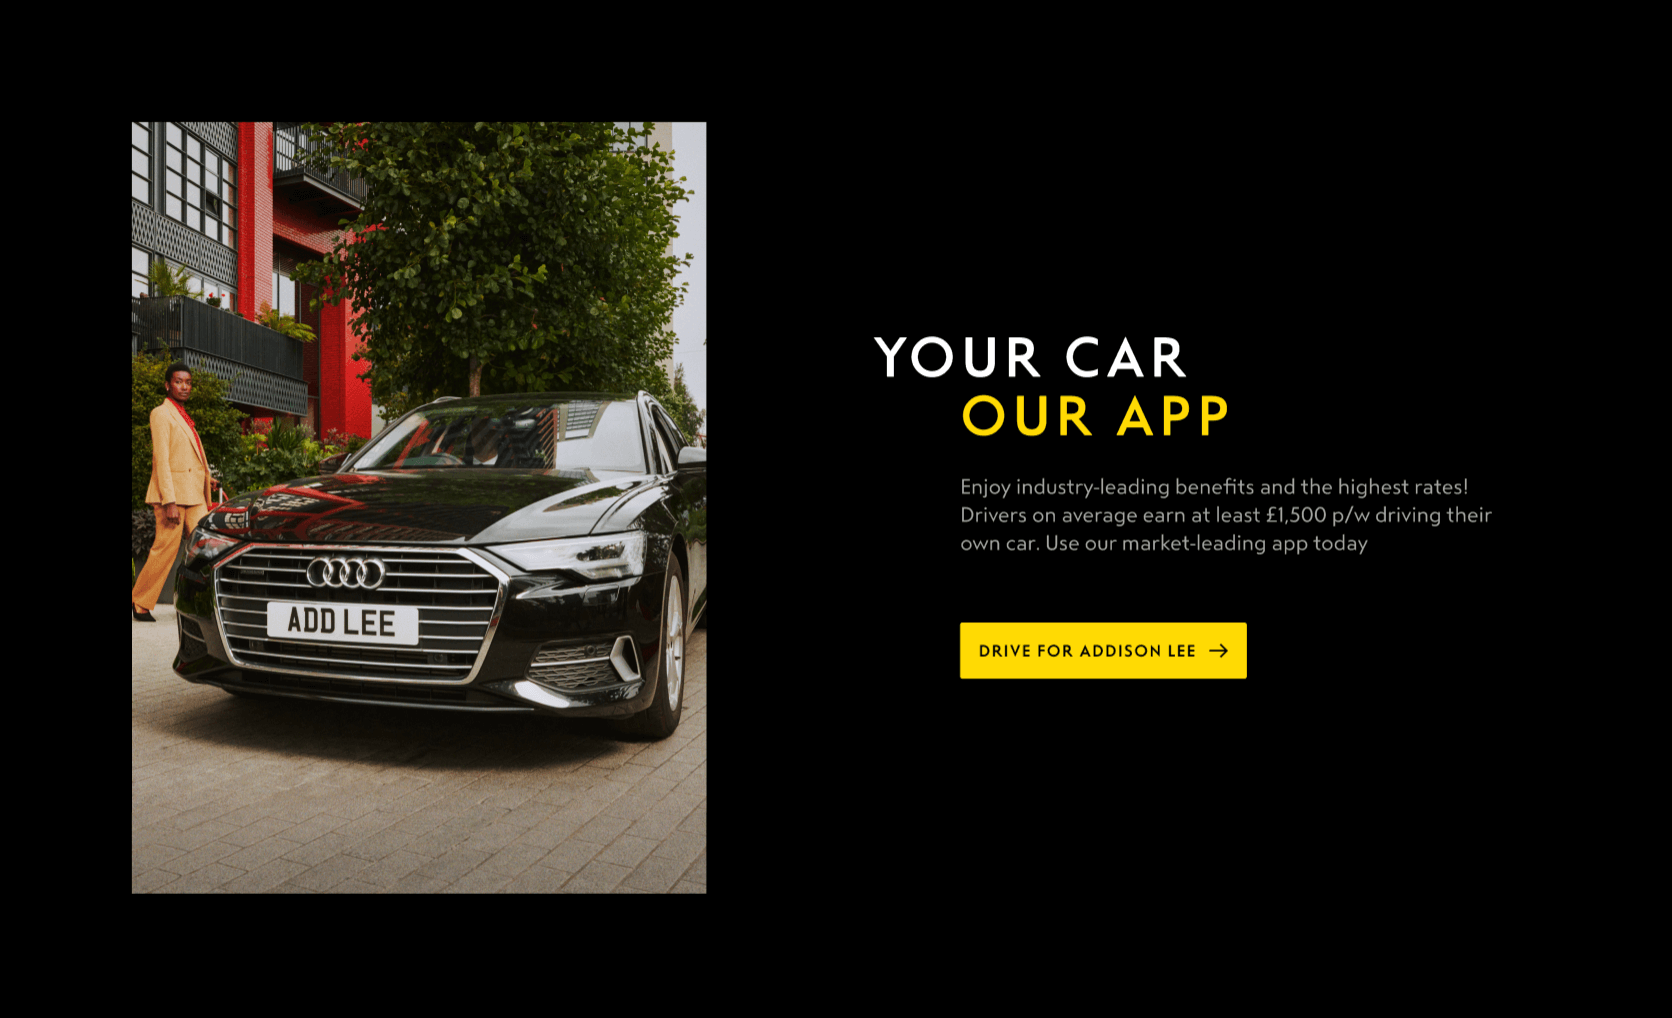 ADD LEE
YOUR CAR
OUR APP
Enjoy industry-leading benefits and the highest rates!
Drivers on average earn at least £1,500 p/w driving their
own car. Use our market-leading app today
DRIVE FOR ADDISON LEE →